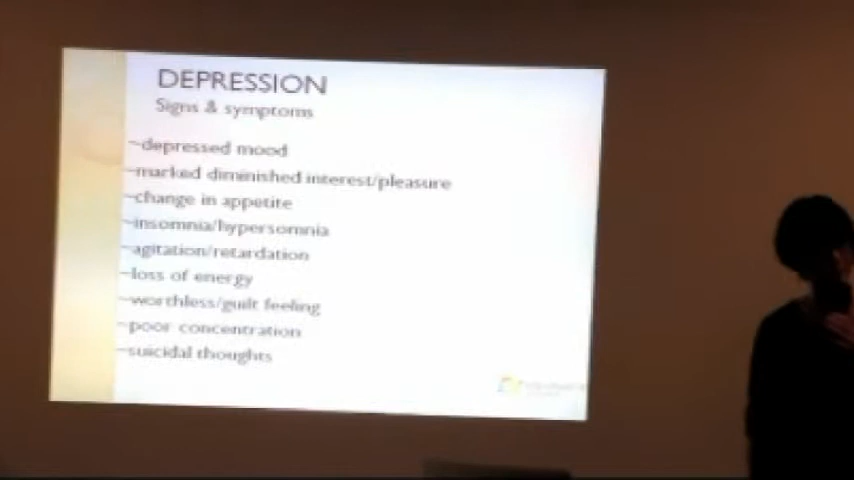 DEPRESSION
Signs & symptoms
~depressed mood
~marked diminished interest/pleasure
~change in appetite
~insomnia/hypersomnia
~agitation/retardation
~loss of energy
~worthless/guilt feeling
~poor concentration
~suicidal thoughts